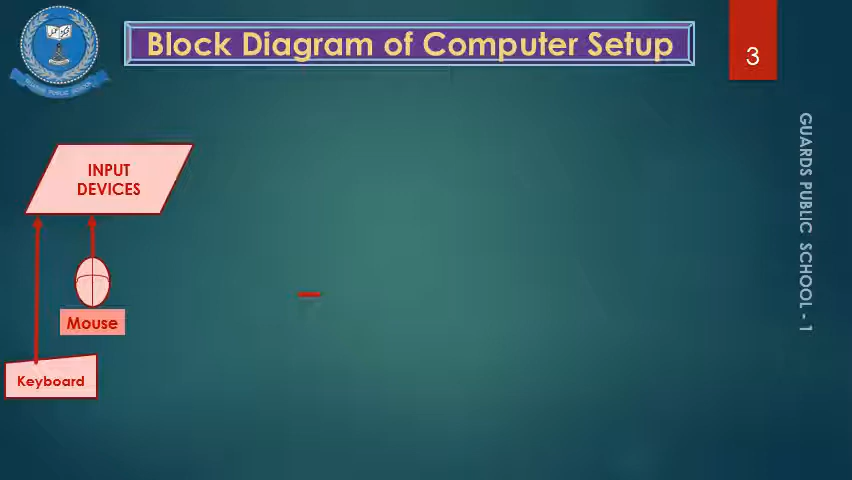 Block Diagram of Computer Setup
3
INPUT
DEVICES
Mouse
Keyboard
GUARDS PUBLIC SCHOOL - 1